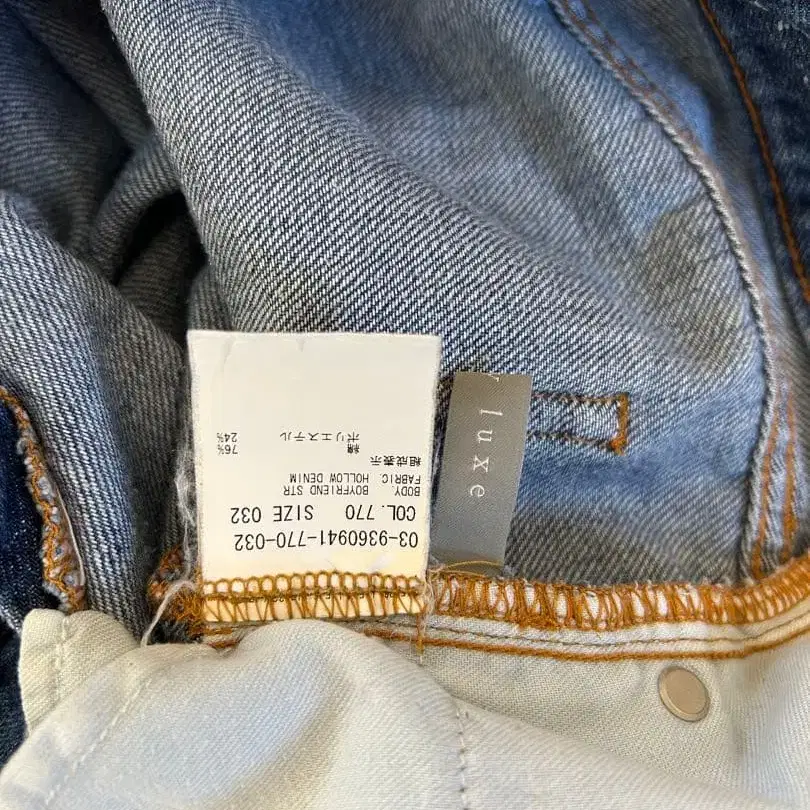 03-9360941-770-032
COL. 770 SIZE 032
BODY: BOYFRIEND STR
FABRIC: HOLLOW DENIM
組成表示
綿 76%
ポリエステル 24%
luxe